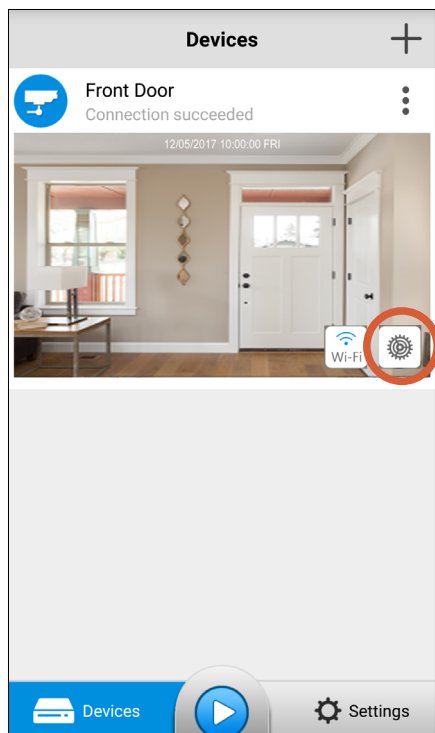 Devices
Front Door
Connection succeeded
12/05/2017 10:00:00 FRI
Wi-Fi
Devices
Settings